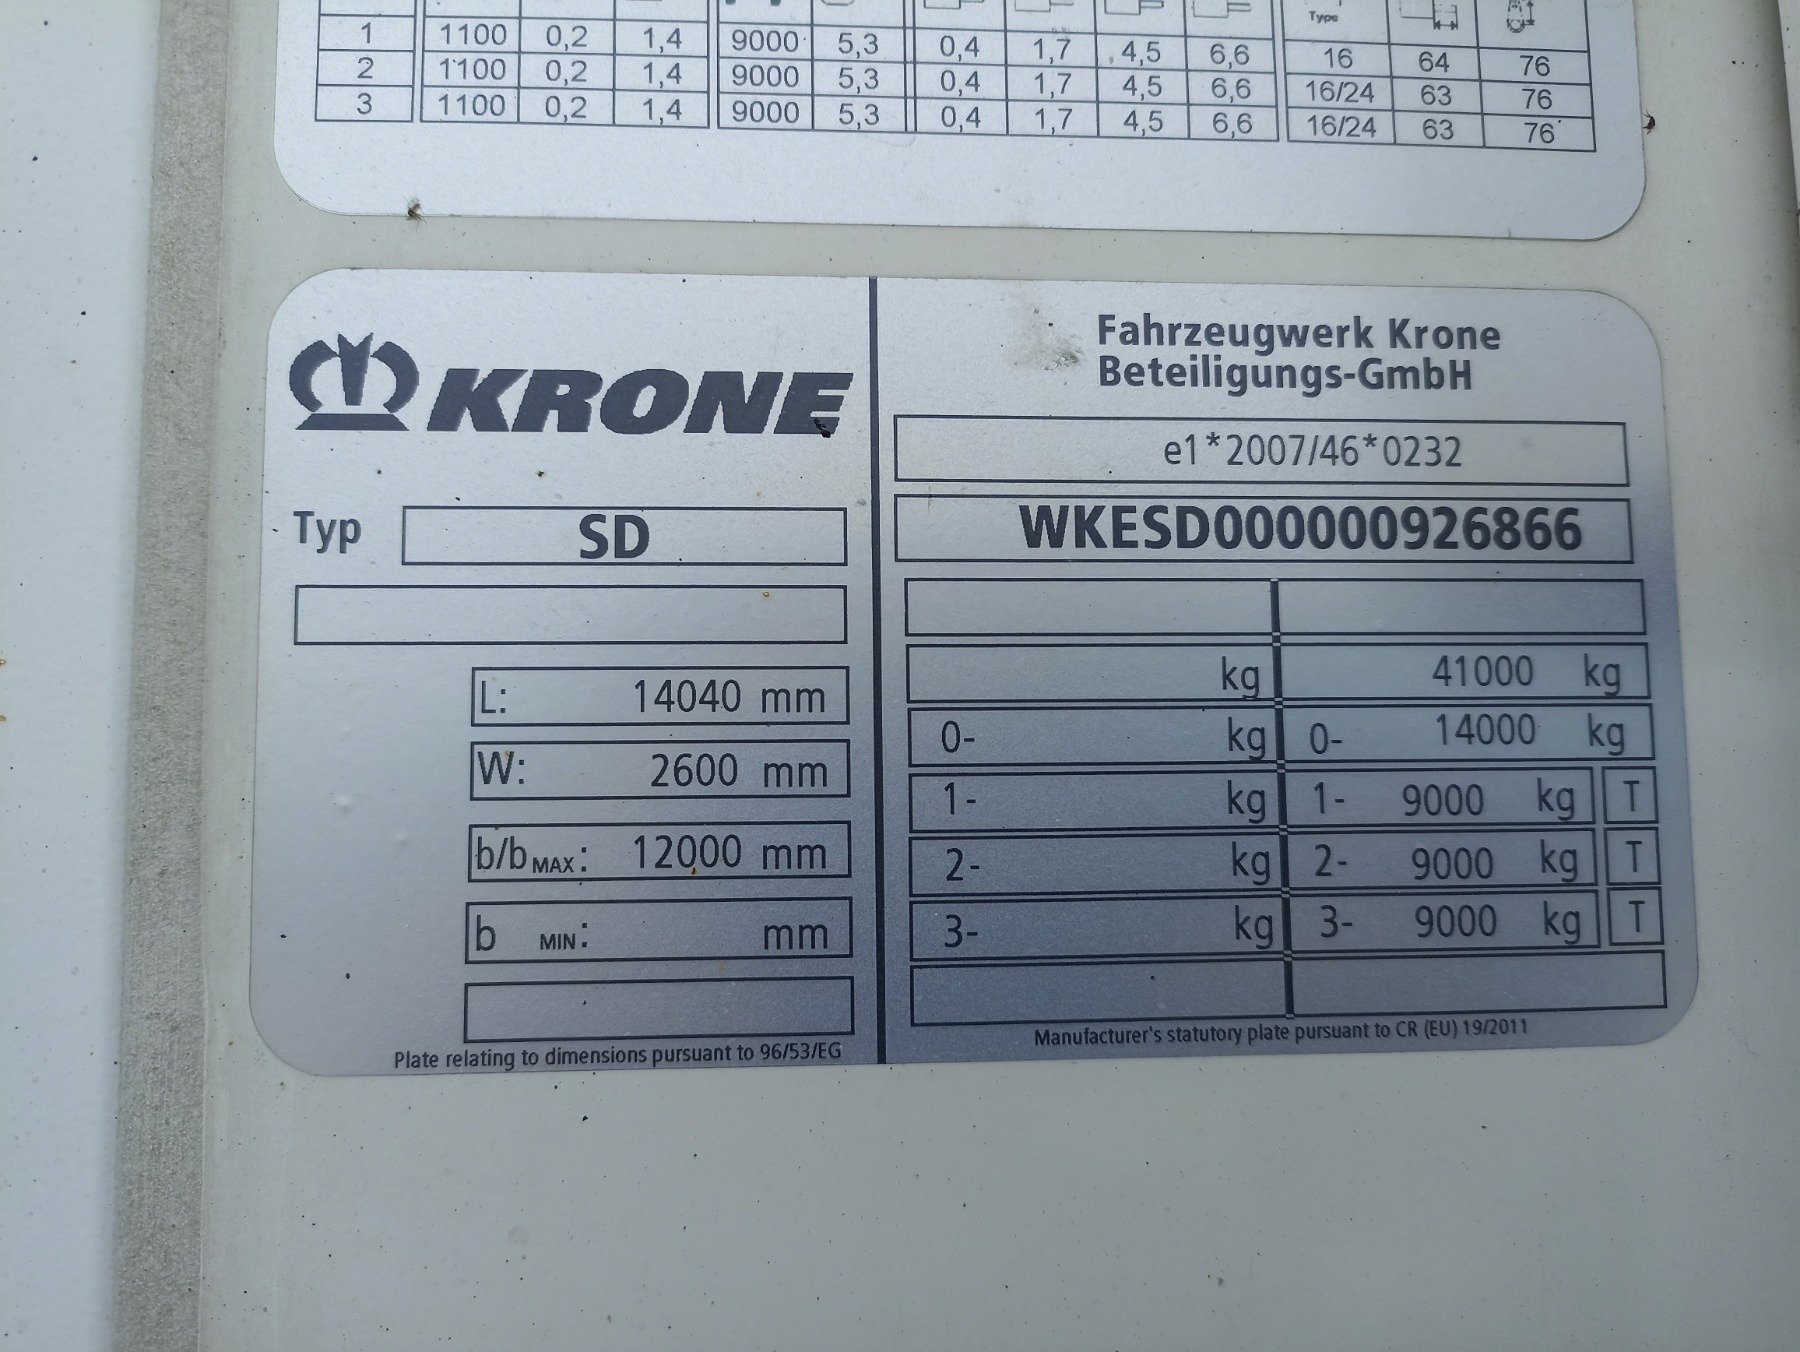 Type
1 1100 0,2 1,4 9000 5,3 0,4 1,7 4,5 6,6 16 64 76
2 1100 0,2 1,4 9000 5,3 0,4 1,7 4,5 6,6 16/24 63 76
3 1100 0,2 1,4 9000 5,3 0,4 1,7 4,5 6,6 16/24 63 76
KRONE
Typ SD
L: 14040 mm
W: 2600 mm
b/b MAX: 12000 mm
b MIN: mm
Plate relating to dimensions pursuant to 96/53/EG
Fahrzeugwerk Krone
Beteiligungs-GmbH
e1*2007/46*0232
WKESD000000926866
kg 41000 kg
0- kg 0- 14000 kg
1- kg 1- 9000 kg T
2- kg 2- 9000 kg T
3- kg 3- 9000 kg T
Manufacturer's statutory plate pursuant to CR (EU) 19/2011